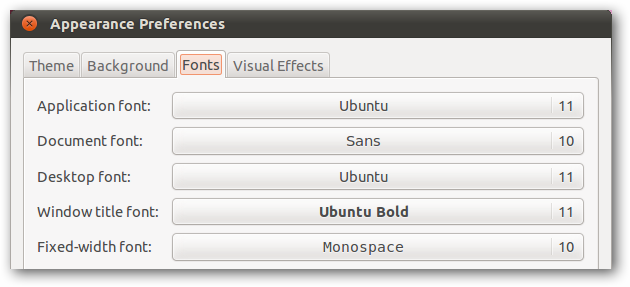 Appearance Preferences
Theme Background Fonts Visual Effects
Application font: Ubuntu 11
Document font: Sans 10
Desktop font: Ubuntu 11
Window title font: Ubuntu Bold 11
Fixed-width font: Monospace 10